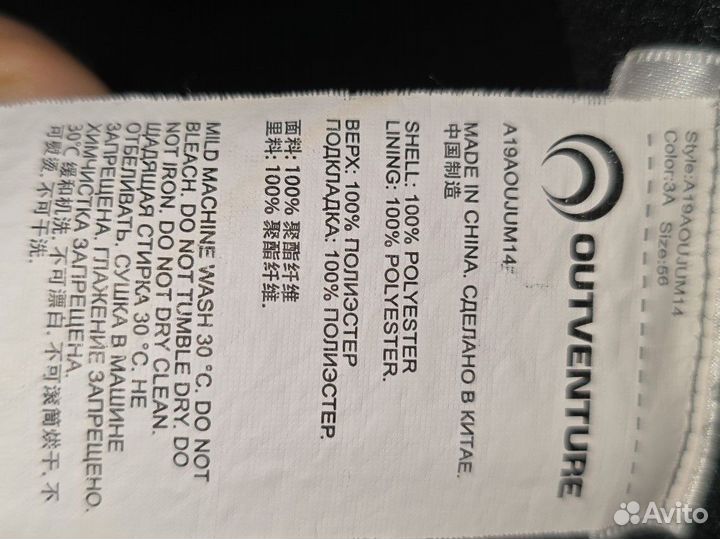 Style:A19AOUJUM14
Color:3A Size:56
OUTVENTURE
A19AOUJUM14
MADE IN CHINA. СДЕЛАНО В КИТАЕ.
中国制造
SHELL: 100% POLYESTER
LINING: 100% POLYESTER.
ВЕРХ: 100% ПОЛИЭСТЕР
ПОДКЛАДКА: 100% ПОЛИЭСТЕР.
面料: 100% 聚酯纤维
里料: 100% 聚酯纤维.
MILD MACHINE WASH 30 °C. DO NOT
BLEACH. DO NOT TUMBLE DRY. DO
NOT IRON. DO NOT DRY CLEAN.
ЩАДЯЩАЯ СТИРКА 30 °C. НЕ
ОТБЕЛИВАТЬ. СУШКА В МАШИНЕ
ЗАПРЕЩЕНА. ГЛАЖЕНИЕ ЗАПРЕЩЕНО.
ХИМЧИСТКА ЗАПРЕЩЕНА.
30°C 缓和机洗. 不可漂白. 不可滚筒烘干. 不
可熨烫. 不可干洗.
Avito